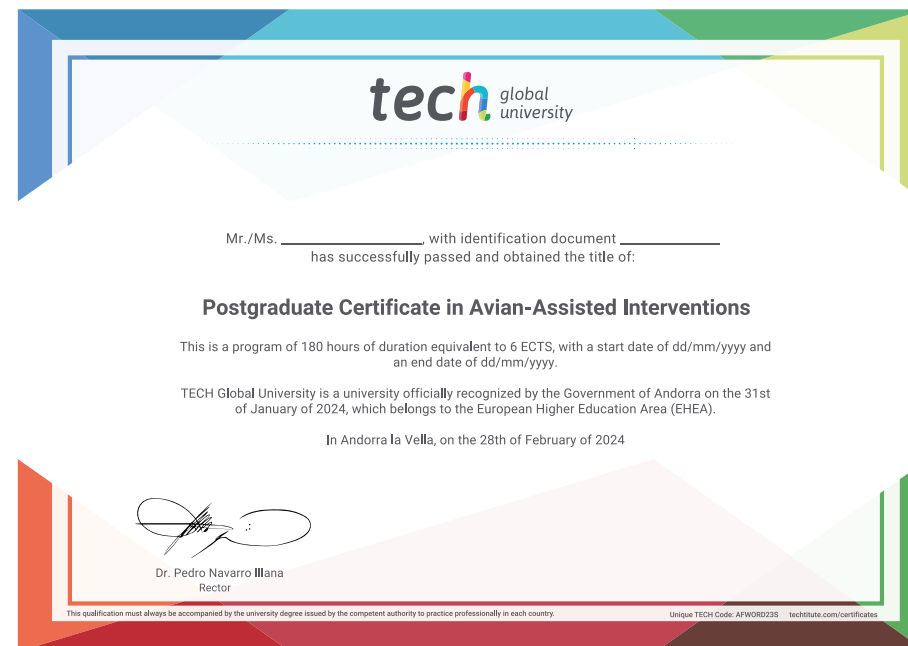 tech global university
Mr./Ms. ____________________, with identification document ______________
has successfully passed and obtained the title of:
Postgraduate Certificate in Avian-Assisted Interventions
This is a program of 180 hours of duration equivalent to 6 ECTS, with a start date of dd/mm/yyyy and
an end date of dd/mm/yyyy.
TECH Global University is a university officially recognized by the Government of Andorra on the 31st
of January of 2024, which belongs to the European Higher Education Area (EHEA).
In Andorra la Vella, on the 28th of February of 2024
Dr. Pedro Navarro Illana
Rector
This qualification must always be accompanied by the university degree issued by the competent authority to practice professionally in each country.
Unique TECH Code: AFWORD23S techtitute.com/certificates